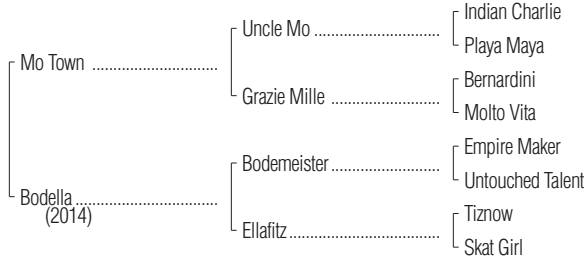 Indian Charlie
Uncle Mo
Playa Maya
Mo Town
Bernardini
Grazie Mille
Molto Vita
Empire Maker
Bodemeister
Untouched Talent
Bodella
(2014)
Tiznow
Ellafitz
Skat Girl